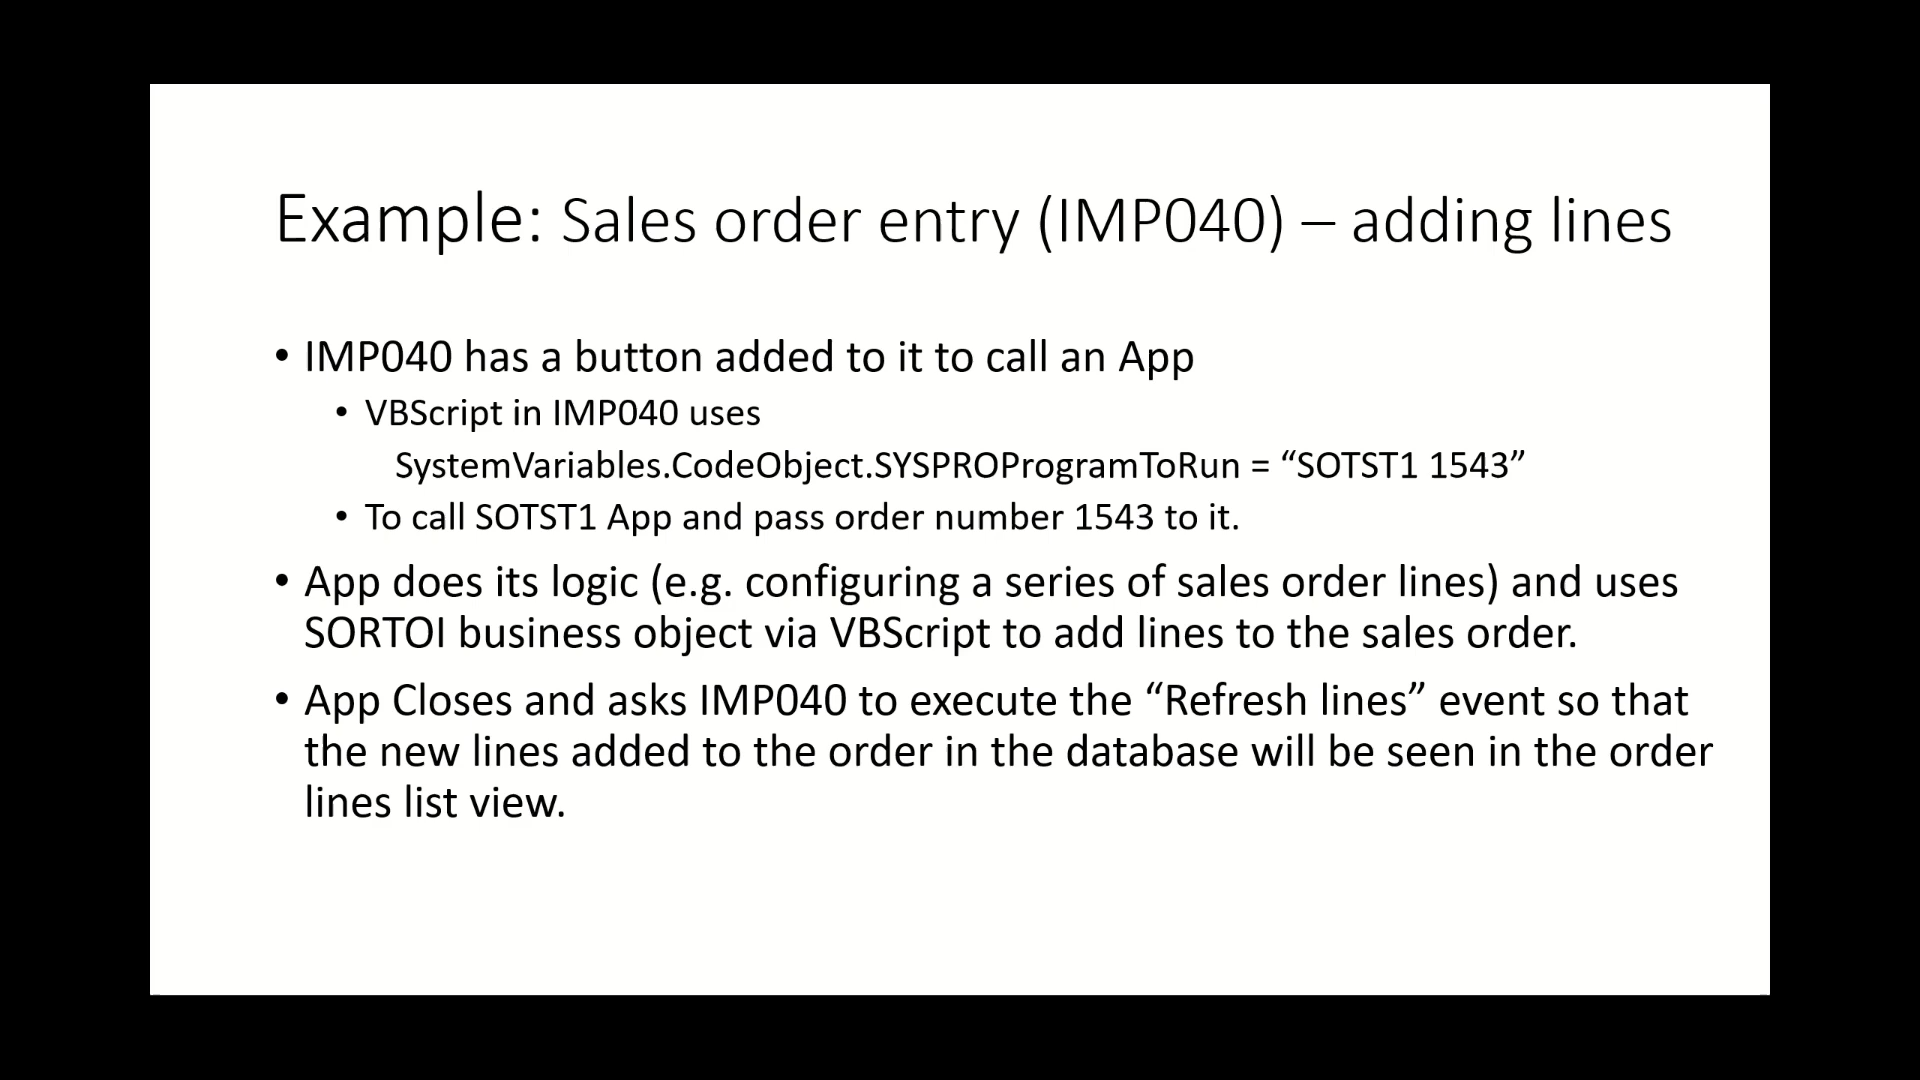 Example: Sales order entry (IMP040) – adding lines
• IMP040 has a button added to it to call an App
• VBScript in IMP040 uses
SystemVariables.CodeObject.SYSPROProgramToRun = “SOTST1 1543”
• To call SOTST1 App and pass order number 1543 to it.
• App does its logic (e.g. configuring a series of sales order lines) and uses
SORTOI business object via VBScript to add lines to the sales order.
• App Closes and asks IMP040 to execute the “Refresh lines” event so that
the new lines added to the order in the database will be seen in the order
lines list view.